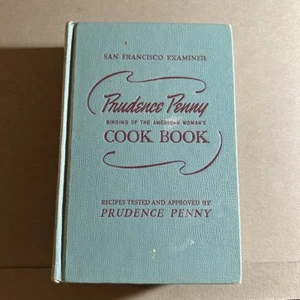 SAN FRANCISCO EXAMINER
Prudence Penny
BINDING OF THE AMERICAN WOMAN'S
COOK BOOK
RECIPES TESTED AND APPROVED BY
PRUDENCE PENNY